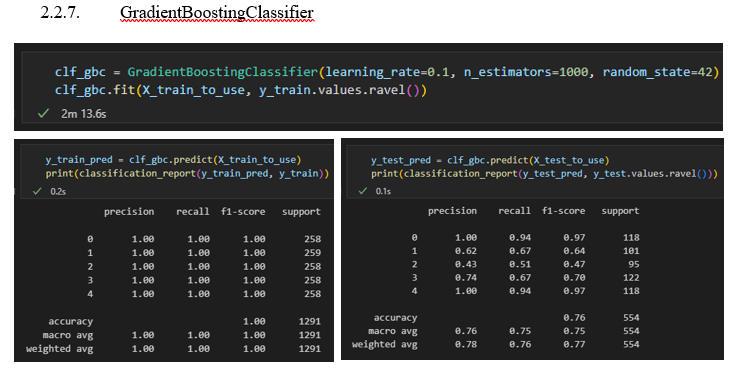 2.2.7. GradientBoostingClassifier
clf_gbc = GradientBoostingClassifier(learning_rate=0.1, n_estimators=1000, random_state=42)
clf_gbc.fit(X_train_to_use, y_train.values.ravel())
✓ 2m 13.6s
y_train_pred = clf_gbc.predict(X_train_to_use)
print(classification_report(y_train_pred, y_train))
✓ 0.2s
precision recall f1-score support
0 1.00 1.00 1.00 258
1 1.00 1.00 1.00 259
2 1.00 1.00 1.00 258
3 1.00 1.00 1.00 258
4 1.00 1.00 1.00 258
accuracy 1.00 1291
macro avg 1.00 1.00 1.00 1291
weighted avg 1.00 1.00 1.00 1291
y_test_pred = clf_gbc.predict(X_test_to_use)
print(classification_report(y_test_pred, y_test.values.ravel()))
✓ 0.1s
precision recall f1-score support
0 1.00 0.94 0.97 118
1 0.62 0.67 0.64 101
2 0.43 0.51 0.47 95
3 0.74 0.67 0.70 122
4 1.00 0.94 0.97 118
accuracy 0.76 554
macro avg 0.76 0.75 0.75 554
weighted avg 0.78 0.76 0.77 554